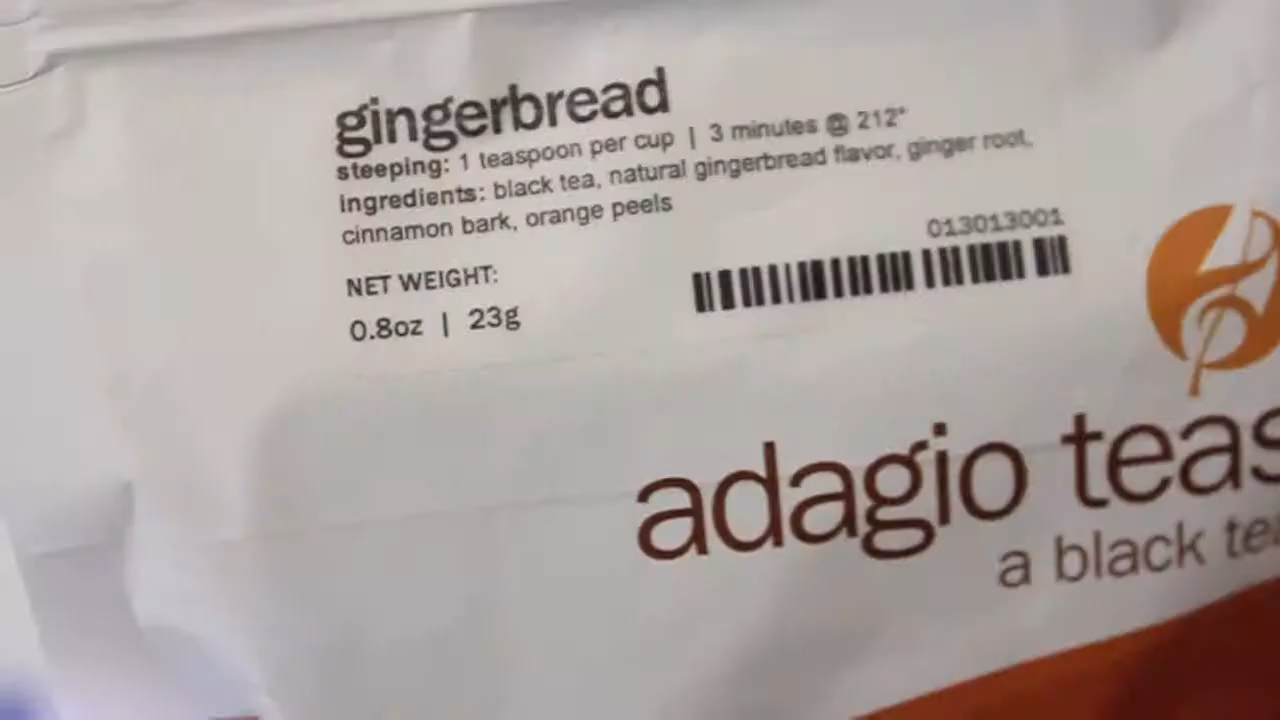 gingerbread
steeping: 1 teaspoon per cup | 3 minutes @ 212°
ingredients: black tea, natural gingerbread flavor, ginger root,
cinnamon bark, orange peels
013013001
NET WEIGHT:
0.8oz | 23g
adagio teas
a black te